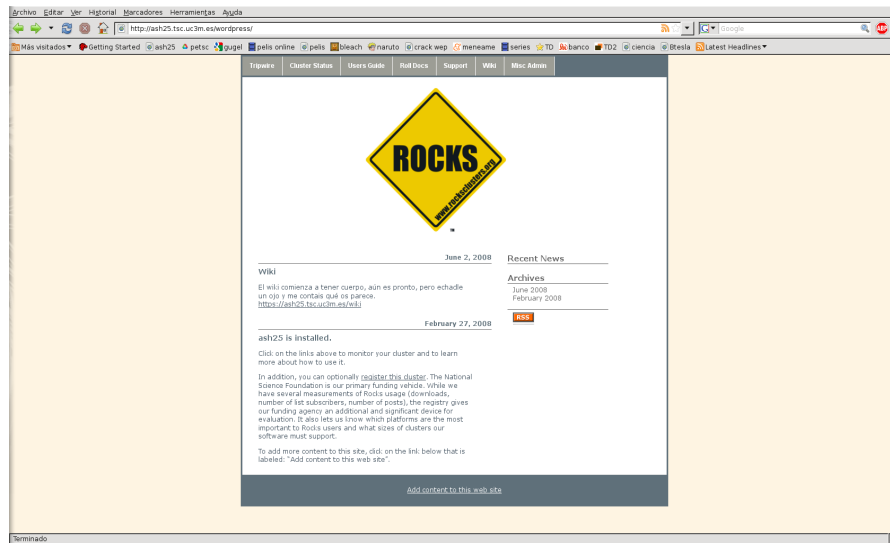 Archivo Editar Ver Historial Marcadores Herramientas Ayuda
http://ash25.tsc.uc3m.es/wordpress/
Google
ABP
Más visitados Getting Started ash25 petsc gugel pelis online pelis bleach naruto crack wep meneame series TD banco TD2 ciencia Btesla Latest Headlines
Tripwire Cluster Status Users Guide Roll Docs Support Wiki Misc Admin
ROCKS
www.rocksclusters.org
TM
June 2, 2008
Wiki
El wiki comienza a tener cuerpo, aún es pronto, pero echadle
un ojo y me contais qué os parece.
https://ash25.tsc.uc3m.es/wiki
February 27, 2008
ash25 is installed.
Click on the links above to monitor your cluster and to learn
more about how to use it.
In addition, you can optionally register this cluster. The National
Science Foundation is our primary funding vehicle. While we
have several measurements of Rocks usage (downloads,
number of list subscribers, number of posts), the registry gives
our funding agency an additional and significant device for
evaluation. It also lets us know which platforms are the most
important to Rocks users and what sizes of clusters our
software must support.
To add more content to this site, click on the link below that is
labeled: "Add content to this web site".
Recent News
Archives
June 2008
February 2008
RSS
Add content to this web site
Terminado